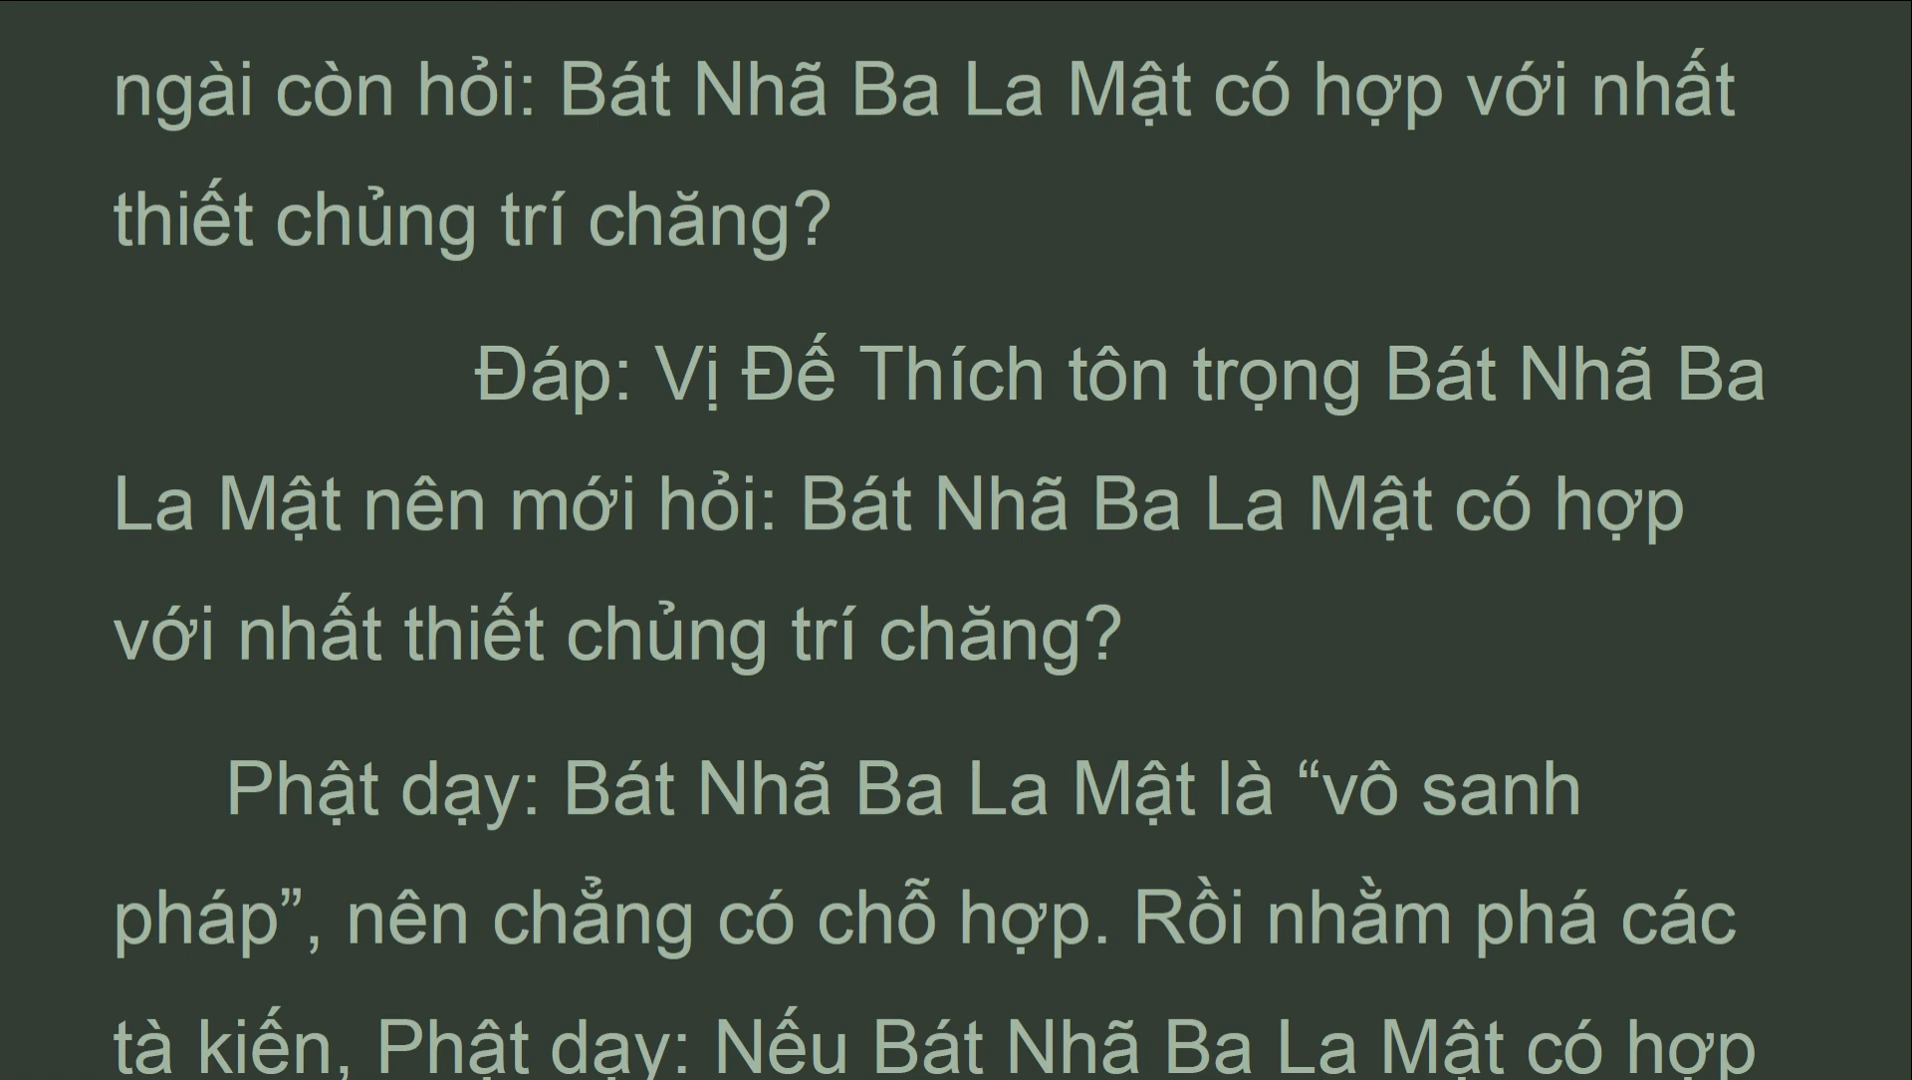 ngài còn hỏi: Bát Nhã Ba La Mật có hợp với nhất
thiết chủng trí chăng?
Đáp: Vị Đế Thích tôn trọng Bát Nhã Ba
La Mật nên mới hỏi: Bát Nhã Ba La Mật có hợp
với nhất thiết chủng trí chăng?
Phật dạy: Bát Nhã Ba La Mật là “vô sanh
pháp”, nên chẳng có chỗ hợp. Rồi nhằm phá các
tà kiến, Phật dạy: Nếu Bát Nhã Ba La Mật có hợp